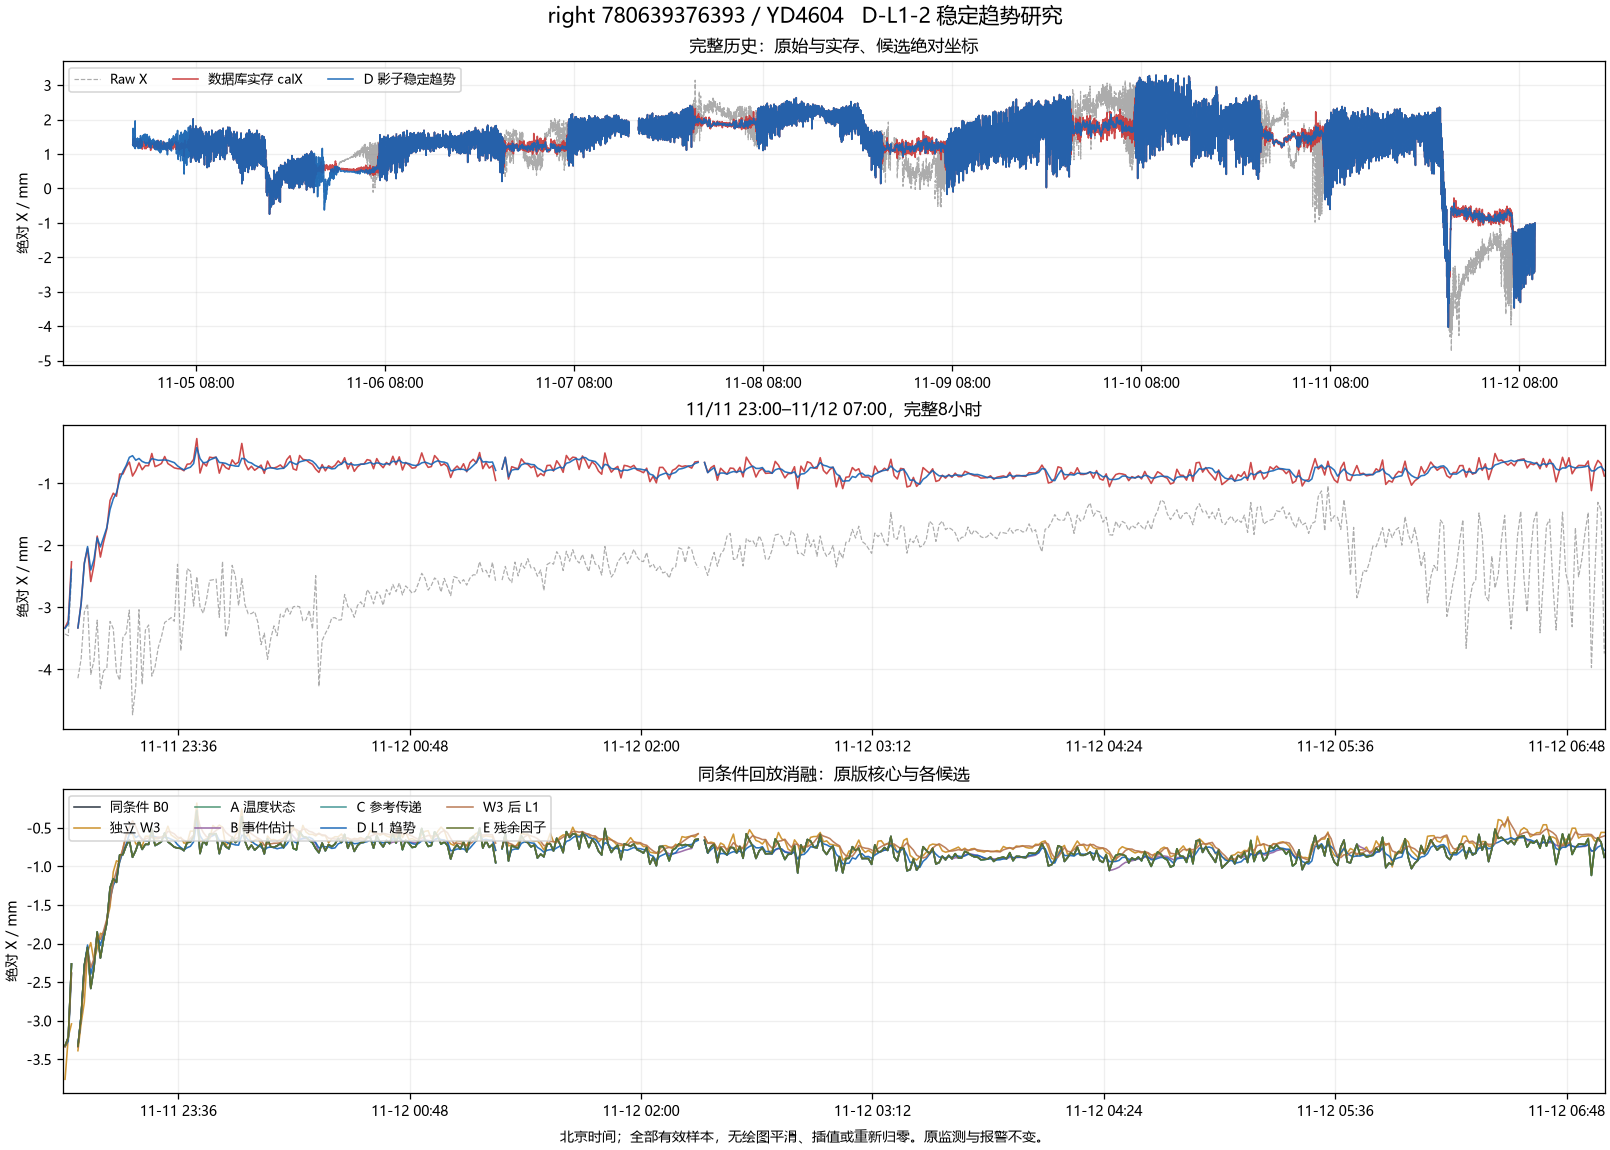 right 780639376393 / YD4604   D-L1-2 稳定趋势研究
完整历史：原始与实存、候选绝对坐标
Raw X   数据库实存 calX   D 影子稳定趋势
绝对 X / mm
3
2
1
0
-1
-2
-3
-4
-5
11-05 08:00   11-06 08:00   11-07 08:00   11-08 08:00   11-09 08:00   11-10 08:00   11-11 08:00   11-12 08:00
11/11 23:00–11/12 07:00，完整8小时
绝对 X / mm
-1
-2
-3
-4
11-11 23:36   11-12 00:48   11-12 02:00   11-12 03:12   11-12 04:24   11-12 05:36   11-12 06:48
同条件回放消融：原版核心与各候选
同条件 B0   A 温度状态   C 参考传递   W3 后 L1
独立 W3   B 事件估计   D L1 趋势   E 残余因子
绝对 X / mm
-0.5
-1.0
-1.5
-2.0
-2.5
-3.0
-3.5
11-11 23:36   11-12 00:48   11-12 02:00   11-12 03:12   11-12 04:24   11-12 05:36   11-12 06:48
北京时间；全部有效样本，无绘图平滑、插值或重新归零。原监测与报警不变。